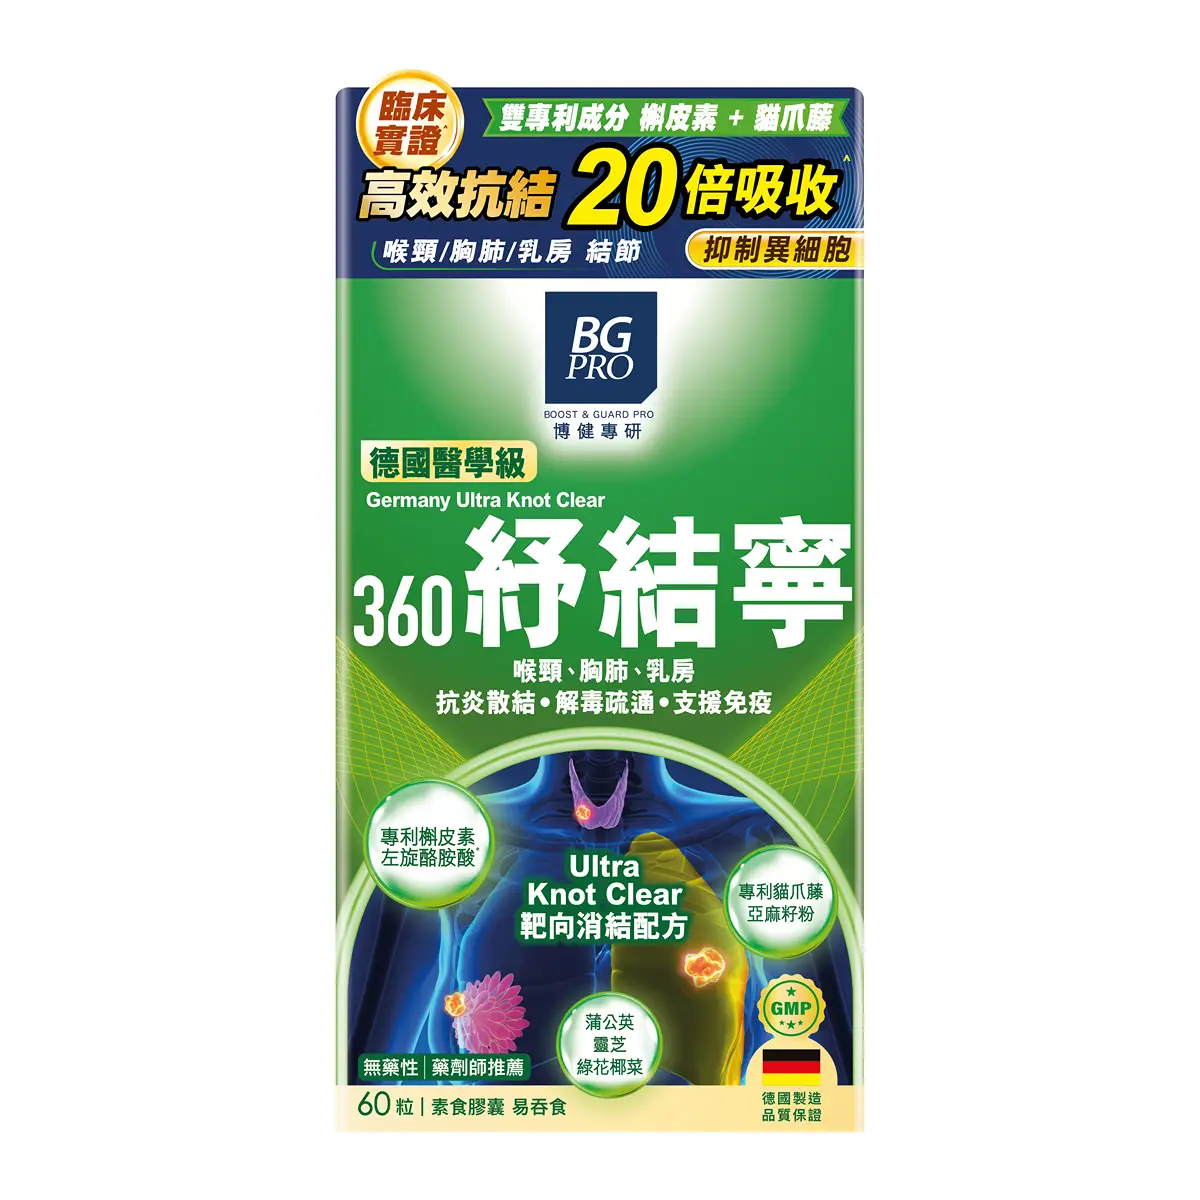 臨床
實證^
雙專利成分 槲皮素 + 貓爪藤
高效抗結 20倍吸收^
喉頸/胸肺/乳房 結節
抑制異細胞
BG
PRO
BOOST & GUARD PRO
博健專研
德國醫學級
Germany Ultra Knot Clear
360紓結寧
喉頸、胸肺、乳房
抗炎散結•解毒疏通•支援免疫
專利槲皮素
左旋酪胺酸*
Ultra
Knot Clear
靶向消結配方
專利貓爪藤
亞麻籽粉
蒲公英
靈芝
綠花椰菜
GMP
無藥性 | 藥劑師推薦
60粒 | 素食膠囊 易吞食
德國製造
品質保證